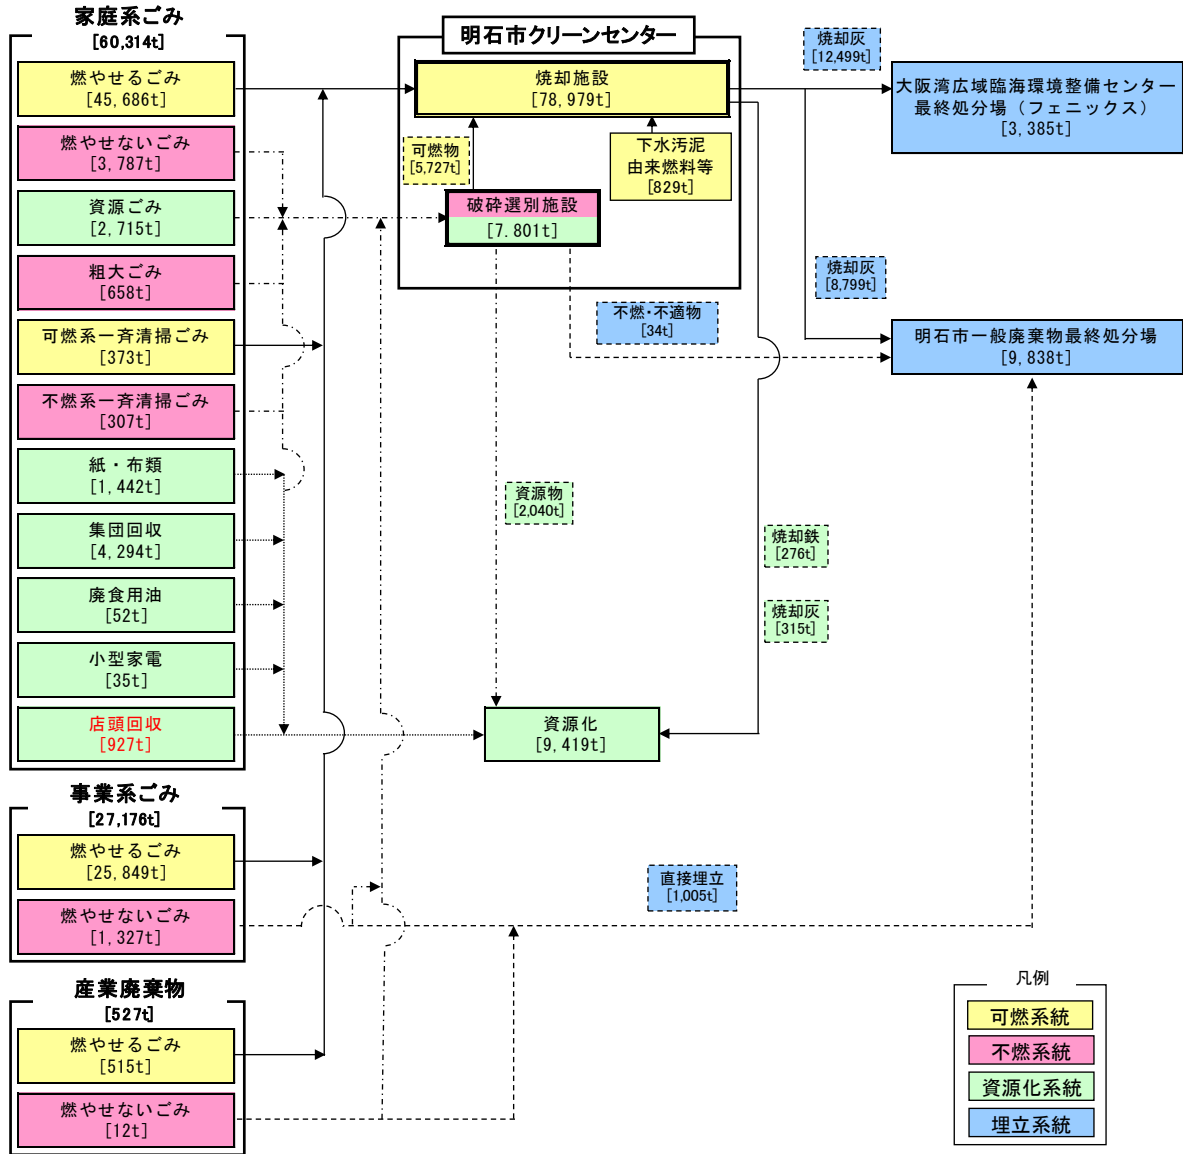 家庭系ごみ
[60,314t]
燃やせるごみ
[45,686t]
燃やせないごみ
[3,787t]
資源ごみ
[2,715t]
粗大ごみ
[658t]
可燃系一斉清掃ごみ
[373t]
不燃系一斉清掃ごみ
[307t]
紙・布類
[1,442t]
集団回収
[4,294t]
廃食用油
[52t]
小型家電
[35t]
店頭回収
[927t]
事業系ごみ
[27,176t]
燃やせるごみ
[25,849t]
燃やせないごみ
[1,327t]
産業廃棄物
[527t]
燃やせるごみ
[515t]
燃やせないごみ
[12t]
明石市クリーンセンター
焼却施設
[78,979t]
可燃物
[5,727t]
下水汚泥
由来燃料等
[829t]
破砕選別施設
[7.801t]
不燃・不適物
[34t]
資源物
[2,040t]
焼却鉄
[276t]
焼却灰
[315t]
資源化
[9,419t]
直接埋立
[1,005t]
焼却灰
[12,499t]
大阪湾広域臨海環境整備センター
最終処分場（フェニックス）
[3,385t]
焼却灰
[8,799t]
明石市一般廃棄物最終処分場
[9,838t]
凡例
可燃系統
不燃系統
資源化系統
埋立系統